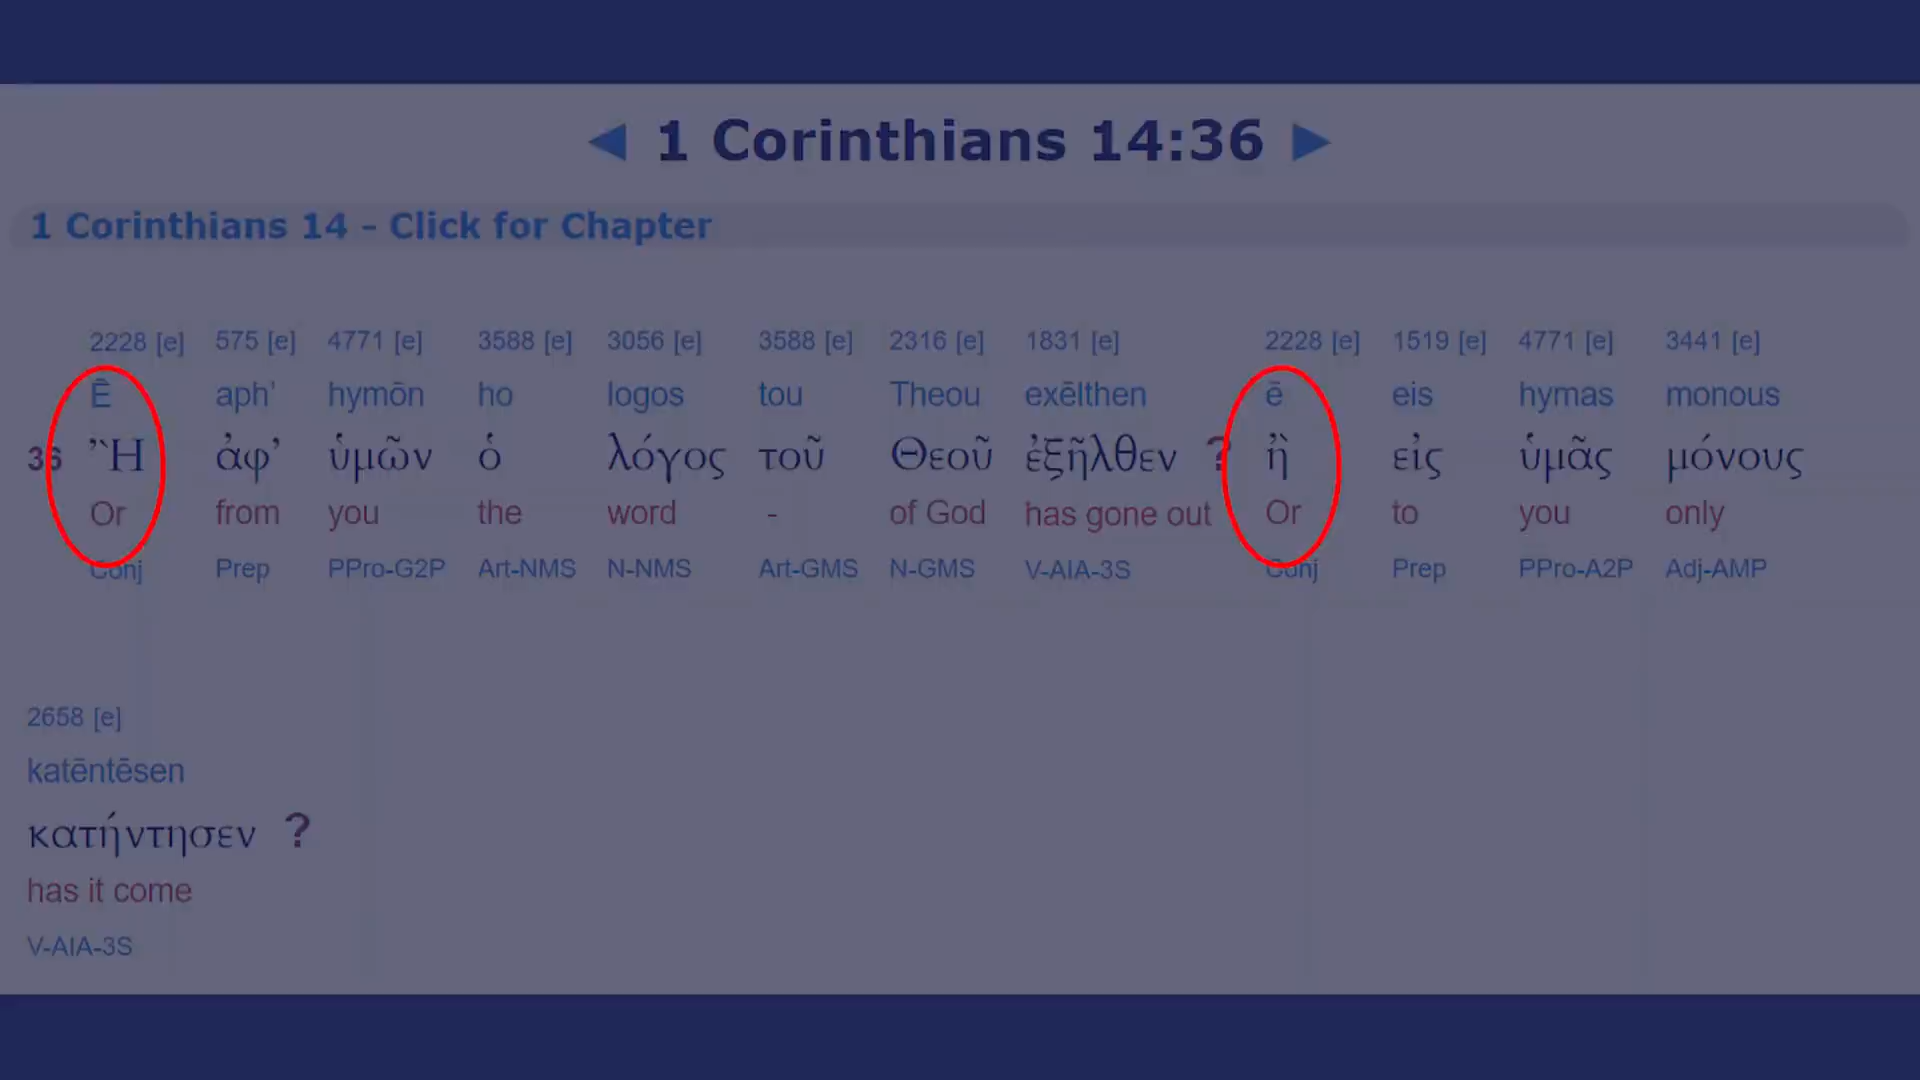 1 Corinthians 14:36
1 Corinthians 14 - Click for Chapter
2228 [e] 575 [e] 4771 [e] 3588 [e] 3056 [e] 3588 [e] 2316 [e] 1831 [e] 2228 [e] 1519 [e] 4771 [e] 3441 [e]
Ē aph' hymōn ho logos tou Theou exēlthen ē eis hymas monous
36 Ἢ ἀφ’ ὑμῶν ὁ λόγος τοῦ Θεοῦ ἐξῆλθεν ? ἢ εἰς ὑμᾶς μόνους
Or from you the word - of God has gone out Or to you only
Conj Prep PPro-G2P Art-NMS N-NMS Art-GMS N-GMS V-AIA-3S Conj Prep PPro-A2P Adj-AMP
2658 [e]
katēntēsen
κατήντησεν ?
has it come
V-AIA-3S